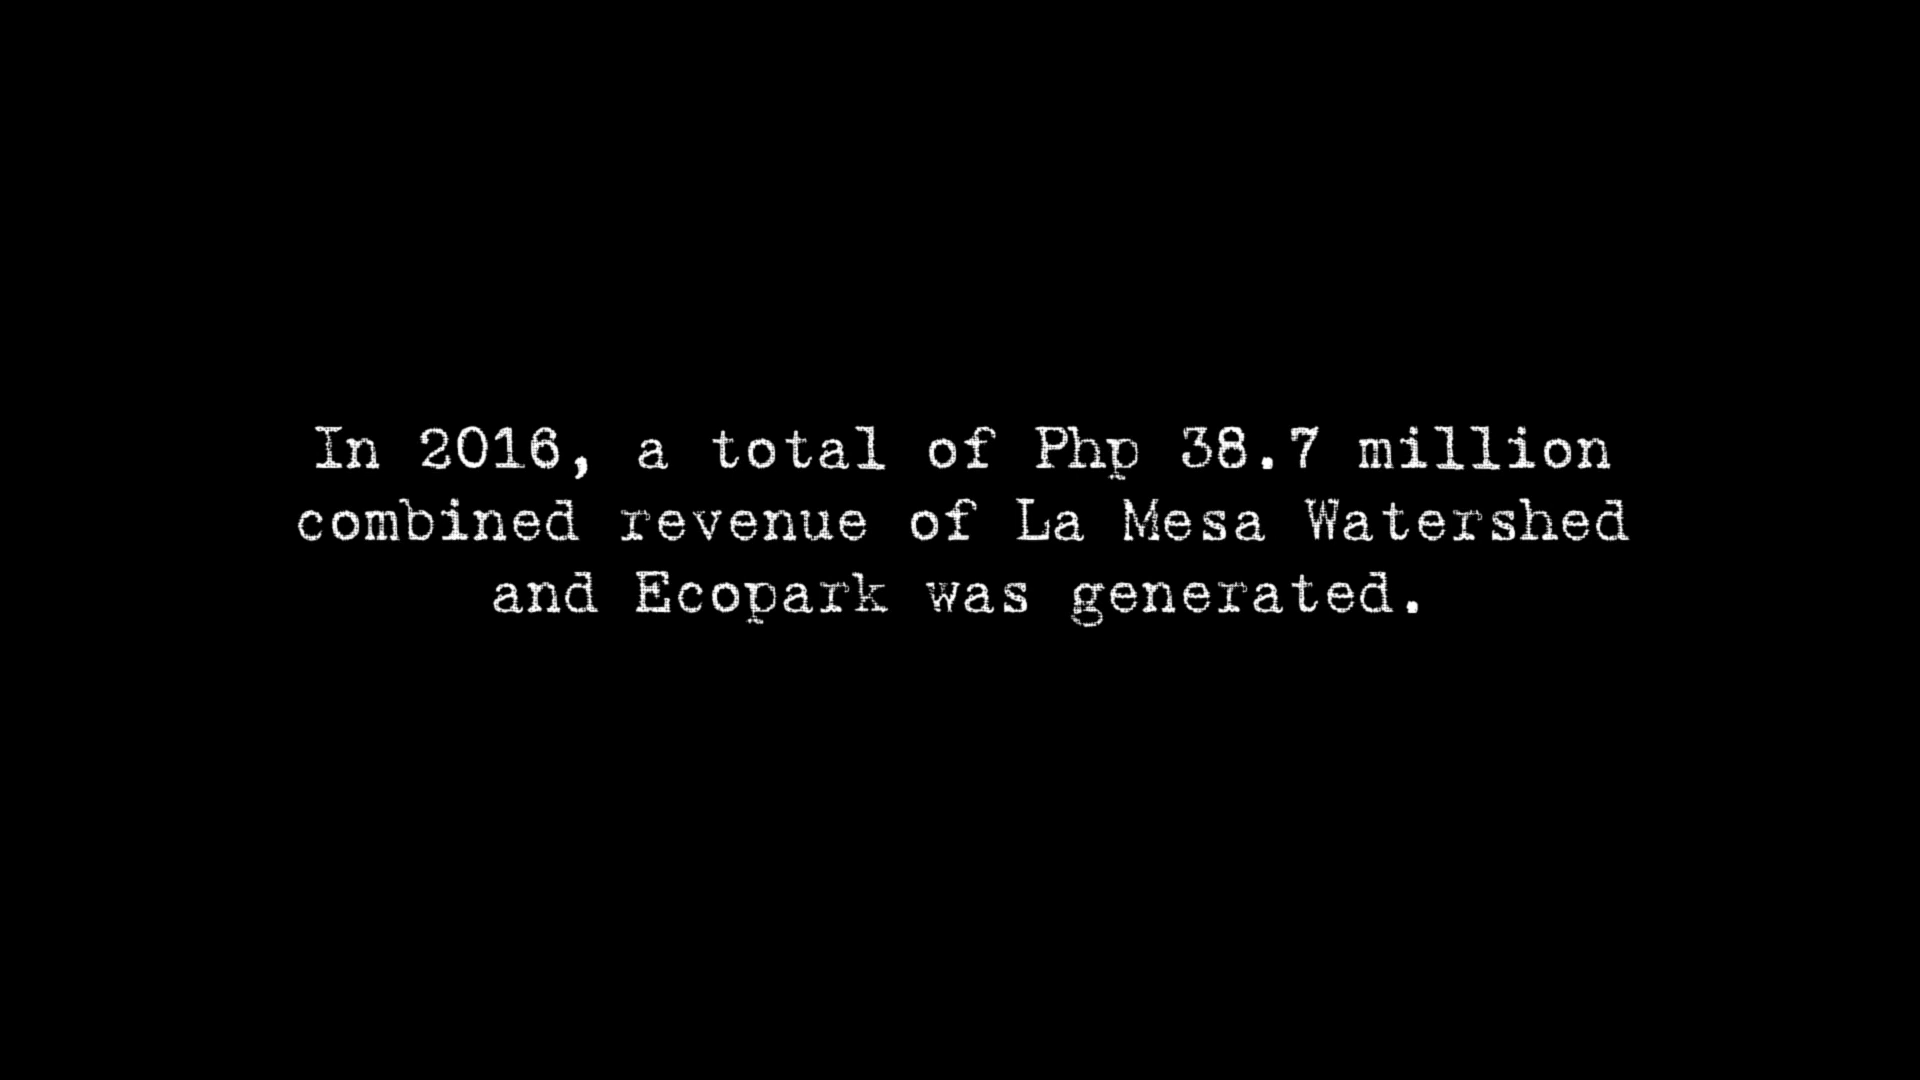 In 2016, a total of Php 38.7 million
combined revenue of La Mesa Watershed
and Ecopark was generated.